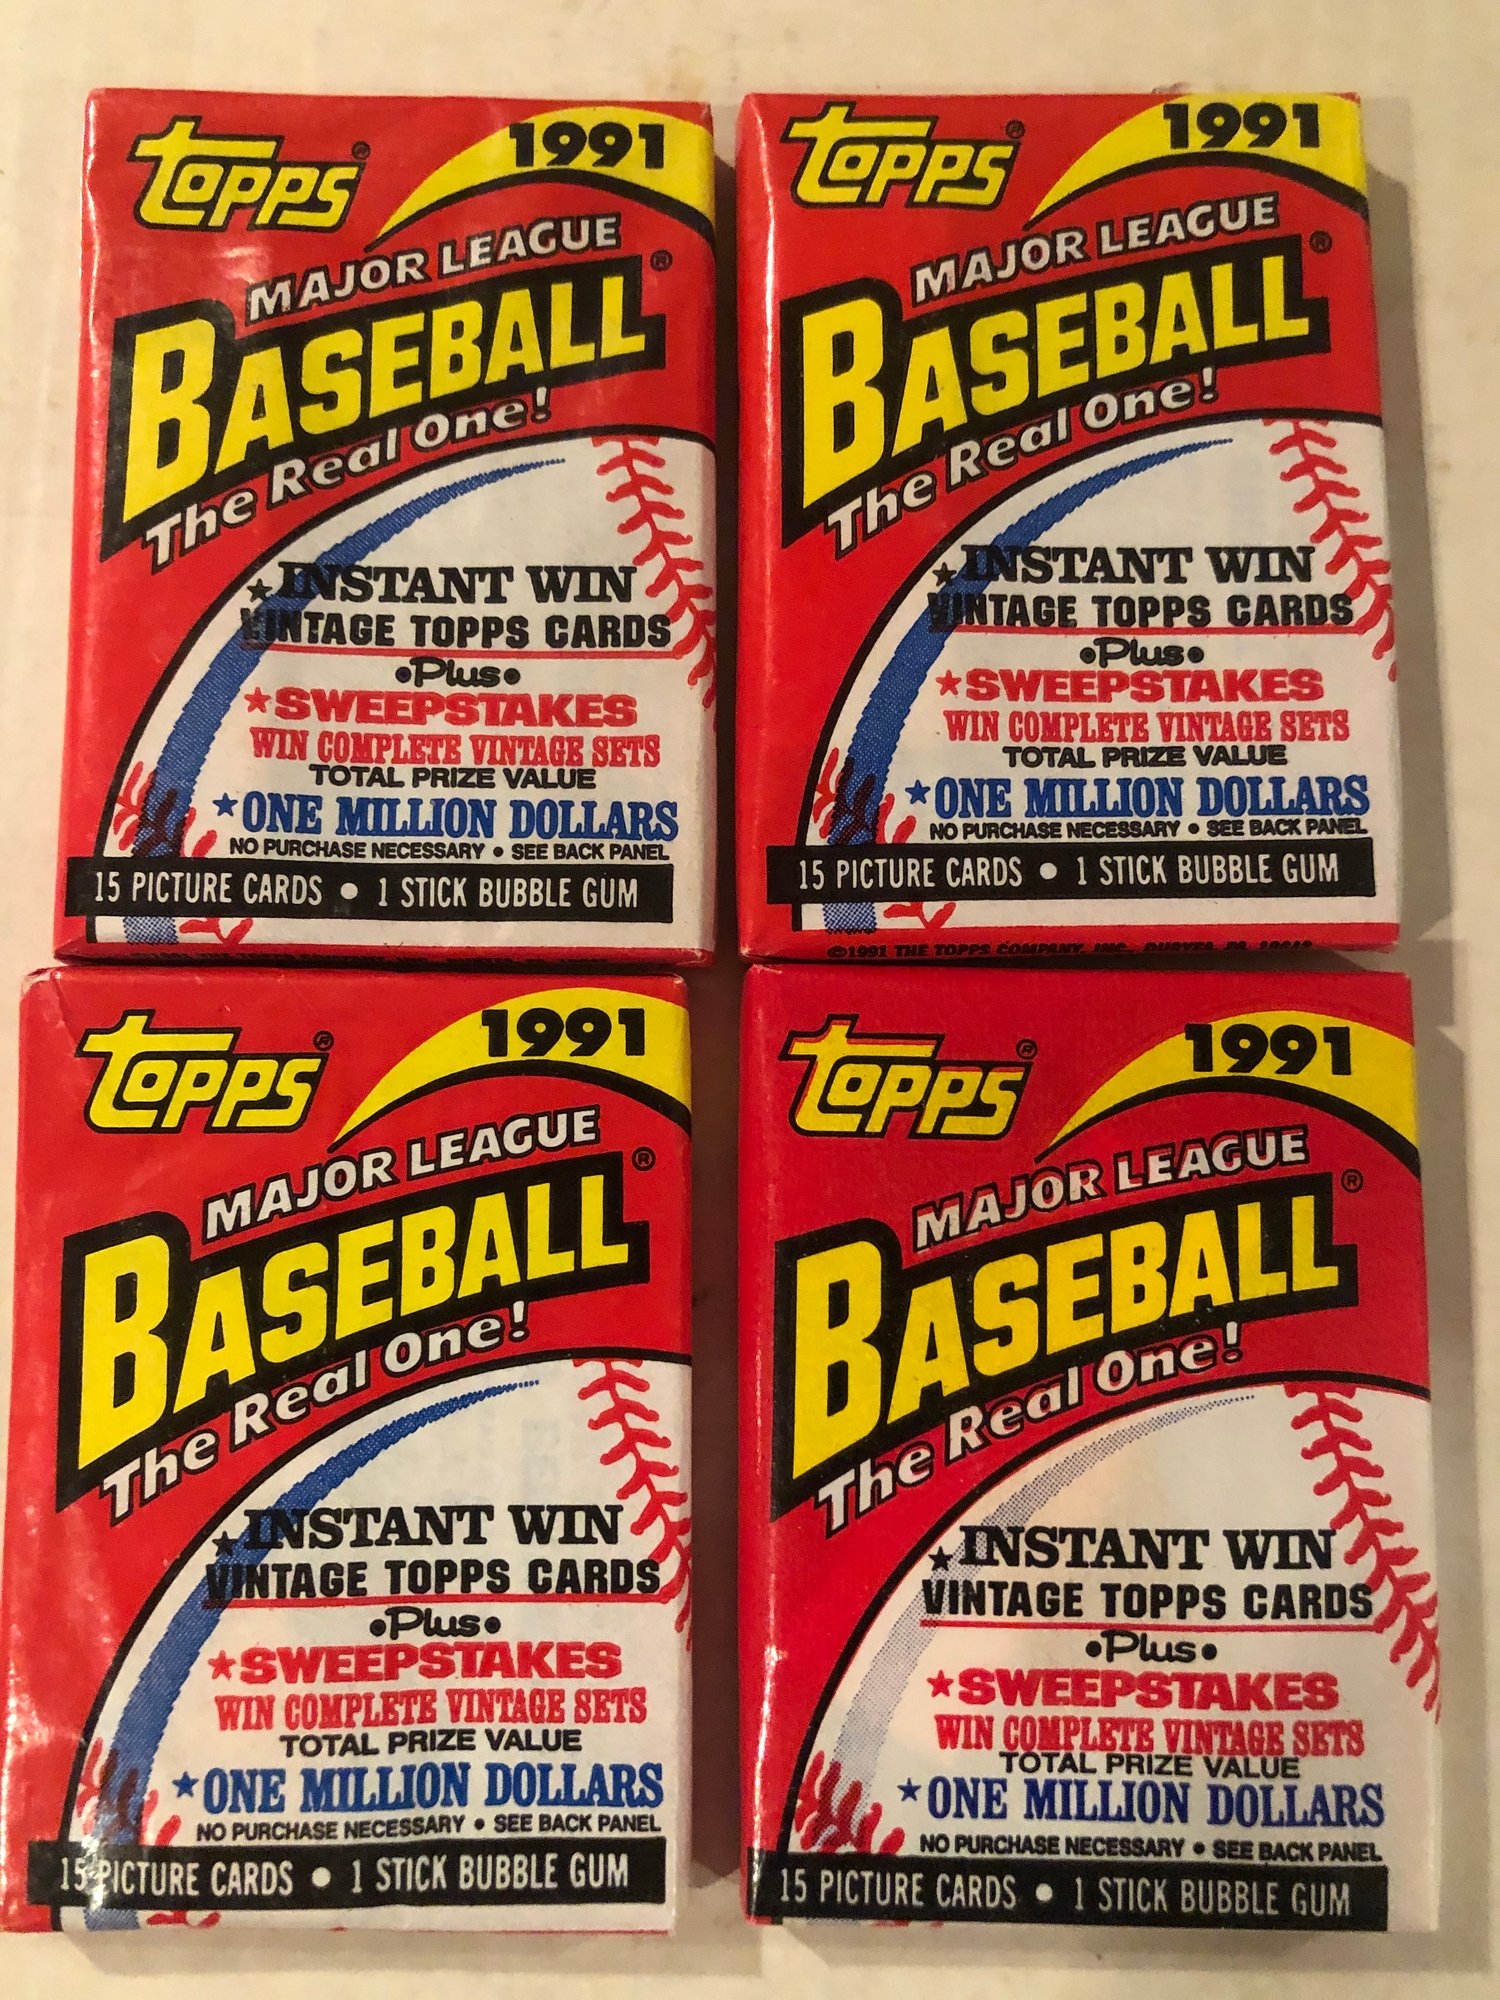 Topps®
1991
MAJOR LEAGUE
BASEBALL®
The Real One!
★INSTANT WIN
VINTAGE TOPPS CARDS
•Plus•
★SWEEPSTAKES
WIN COMPLETE VINTAGE SETS
TOTAL PRIZE VALUE
★ONE MILLION DOLLARS
NO PURCHASE NECESSARY • SEE BACK PANEL
15 PICTURE CARDS • 1 STICK BUBBLE GUM
Topps®
1991
MAJOR LEAGUE
BASEBALL®
The Real One!
★INSTANT WIN
VINTAGE TOPPS CARDS
•Plus•
★SWEEPSTAKES
WIN COMPLETE VINTAGE SETS
TOTAL PRIZE VALUE
★ONE MILLION DOLLARS
NO PURCHASE NECESSARY • SEE BACK PANEL
15 PICTURE CARDS • 1 STICK BUBBLE GUM
©1991 THE TOPPS COMPANY, INC., DURYEA, PA
Topps®
1991
MAJOR LEAGUE
BASEBALL®
The Real One!
★INSTANT WIN
VINTAGE TOPPS CARDS
•Plus•
★SWEEPSTAKES
WIN COMPLETE VINTAGE SETS
TOTAL PRIZE VALUE
★ONE MILLION DOLLARS
NO PURCHASE NECESSARY • SEE BACK PANEL
15 PICTURE CARDS • 1 STICK BUBBLE GUM
Topps®
1991
MAJOR LEAGUE
BASEBALL®
The Real One!
★INSTANT WIN
VINTAGE TOPPS CARDS
•Plus•
★SWEEPSTAKES
WIN COMPLETE VINTAGE SETS
TOTAL PRIZE VALUE
★ONE MILLION DOLLARS
NO PURCHASE NECESSARY • SEE BACK PANEL
15 PICTURE CARDS • 1 STICK BUBBLE GUM